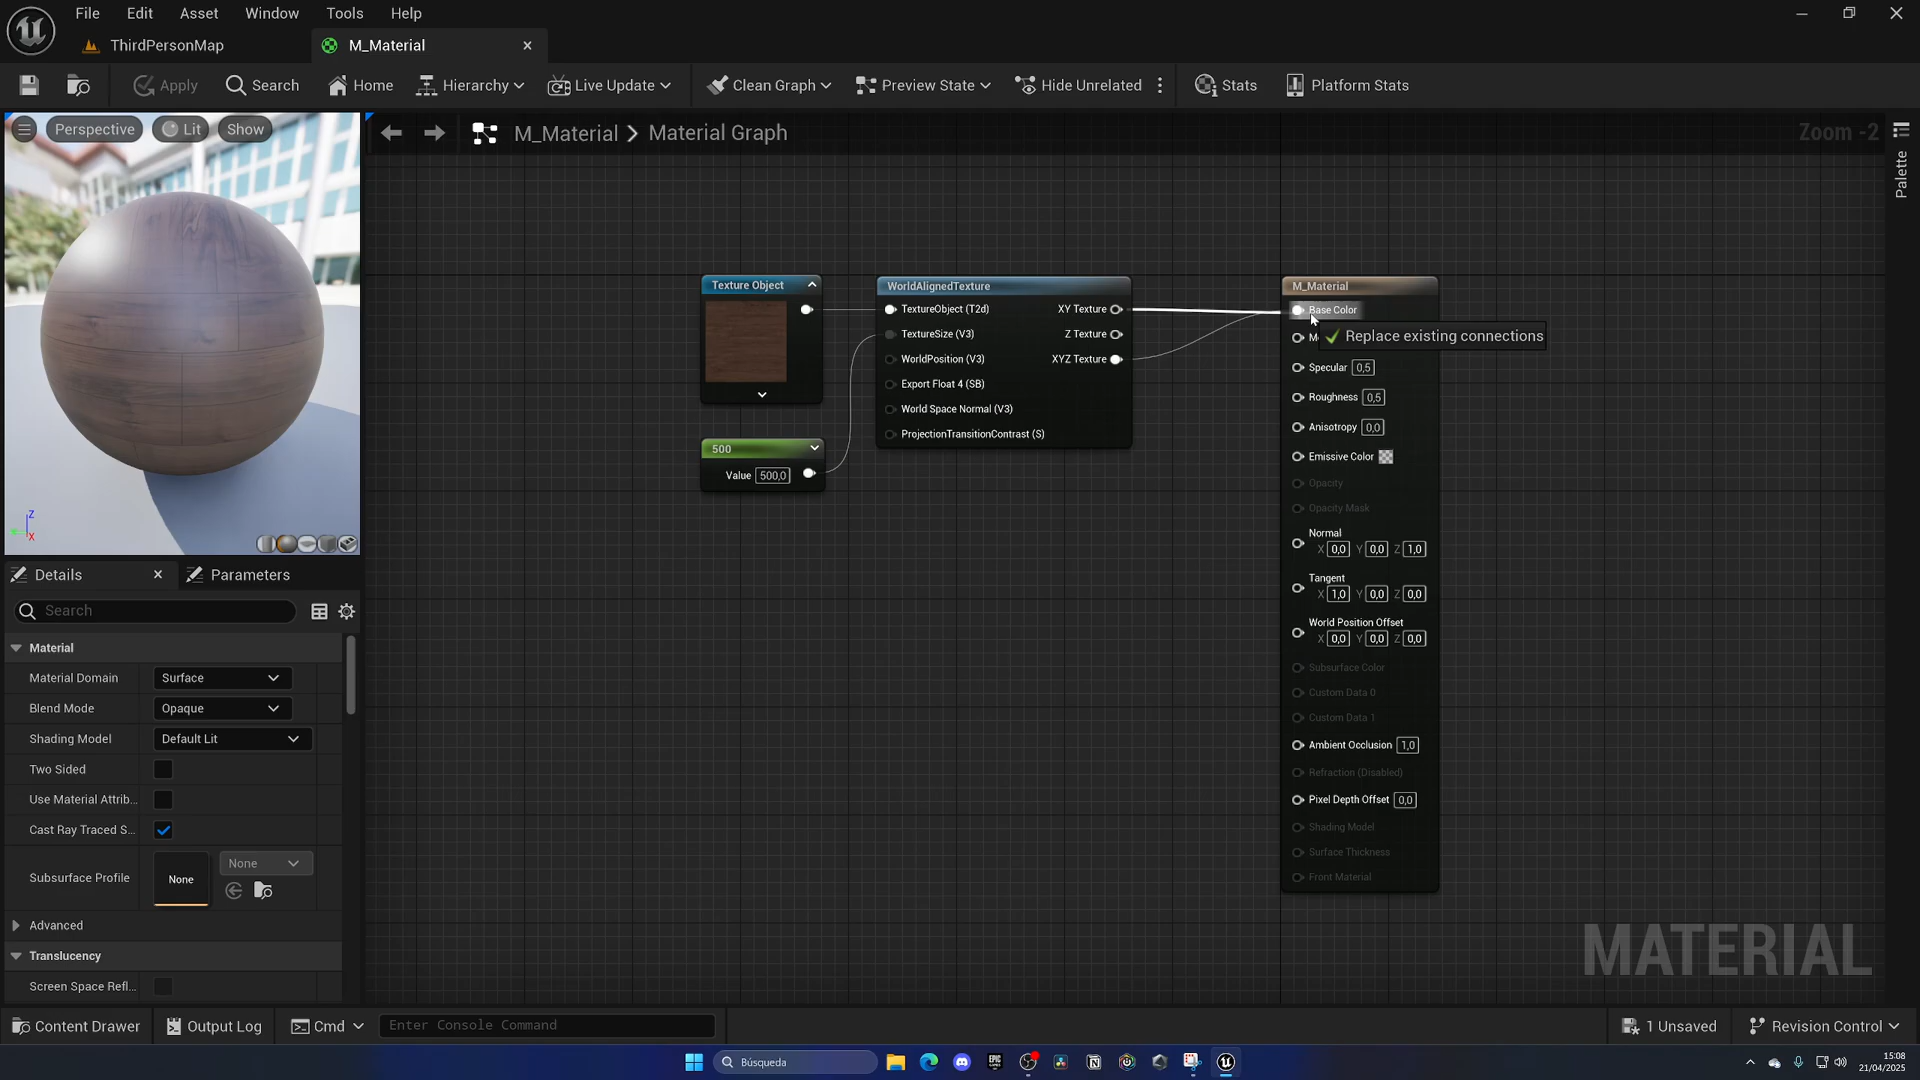 File Edit Asset Window Tools Help
ThirdPersonMap
M_Material
Apply Search Home Hierarchy Live Update Clean Graph Preview State Hide Unrelated Stats Platform Stats
Perspective Lit Show
M_Material > Material Graph
Zoom -2
Palette
Texture Object
500
Value 500,0
WorldAlignedTexture
TextureObject (T2d) XY Texture
TextureSize (V3) Z Texture
WorldPosition (V3) XYZ Texture
Export Float 4 (SB)
World Space Normal (V3)
ProjectionTransitionContrast (S)
M_Material
Base Color
M
Replace existing connections
Specular 0,5
Roughness 0,5
Anisotropy 0,0
Emissive Color
Opacity
Opacity Mask
Normal
X 0,0 Y 0,0 Z 1,0
Tangent
X 1,0 Y 0,0 Z 0,0
World Position Offset
X 0,0 Y 0,0 Z 0,0
Subsurface Color
Custom Data 0
Custom Data 1
Ambient Occlusion 1,0
Refraction (Disabled)
Pixel Depth Offset 0,0
Shading Model
Surface Thickness
Front Material
MATERIAL
Z
X
Details
Parameters
Search
Material
Material Domain Surface
Blend Mode Opaque
Shading Model Default Lit
Two Sided
Use Material Attrib...
Cast Ray Traced S...
Subsurface Profile None None
Advanced
Translucency
Screen Space Refl...
Content Drawer Output Log Cmd Enter Console Command 1 Unsaved Revision Control
Búsqueda
EPIC
15:08
21/04/2025